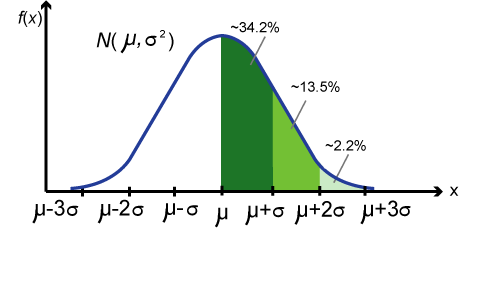 f(x)
N( μ, σ²)
~34.2%
~13.5%
~2.2%
x
μ-3σ μ-2σ μ-σ μ μ+σ μ+2σ μ+3σ